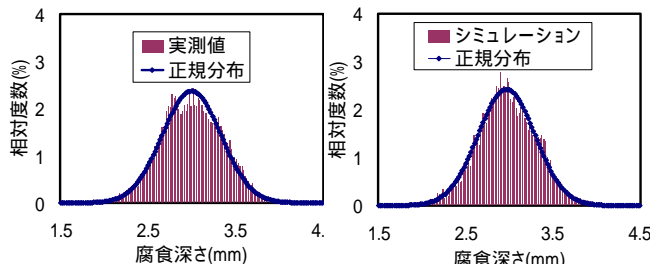 4
3
2
1
0
相対度数(%)
実測値
正規分布
1.5
2.5
3.5
4.
腐食深さ(mm)
4
3
2
1
0
相対度数(%)
シミュレーション
正規分布
1.5
2.5
3.5
4.5
腐食深さ(mm)